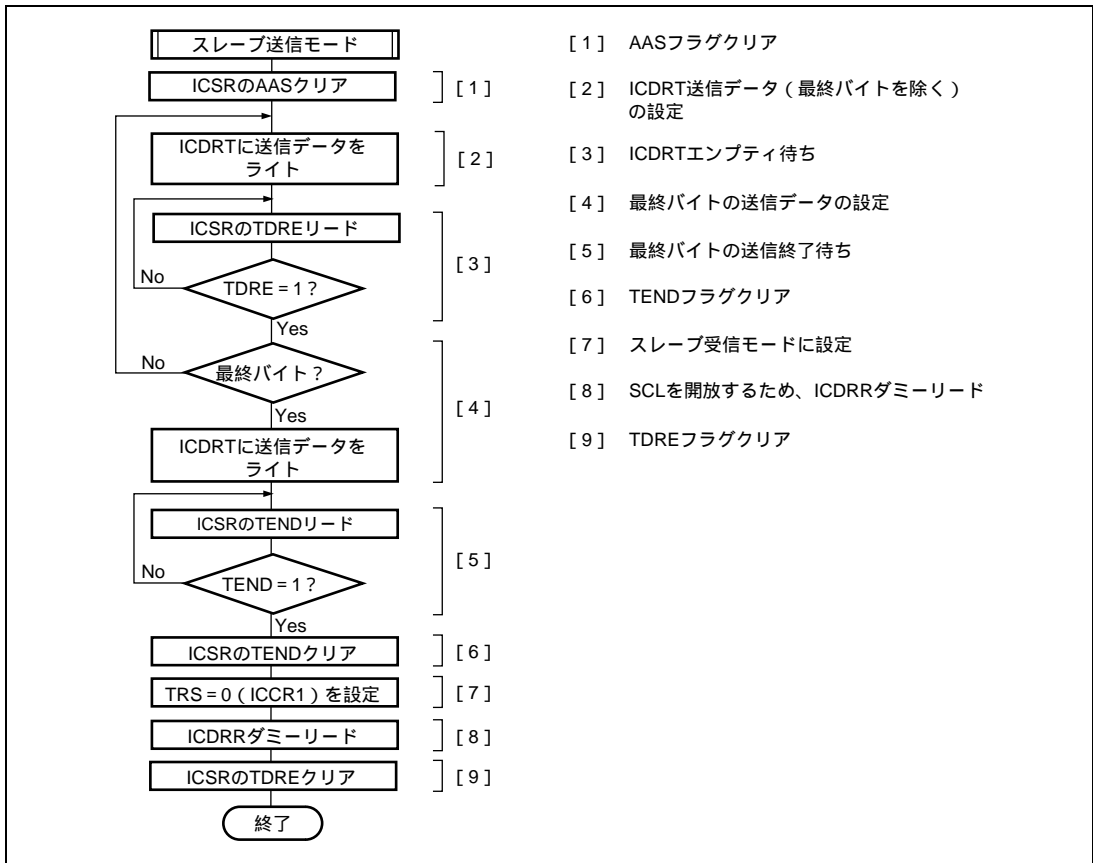 スレーブ送信モード
ICSRのAASクリア
[1]
ICDRTに送信データを
ライト
[2]
ICSRのTDREリード
[3]
No
TDRE=1?
Yes
No
最終バイト?
[4]
Yes
ICDRTに送信データを
ライト
ICSRのTENDリード
[5]
No
TEND=1?
Yes
ICSRのTENDクリア
[6]
TRS=0(ICCR1)を設定
[7]
ICDRRダミーリード
[8]
ICSRのTDREクリア
[9]
終了
[1] AASフラグクリア
[2] ICDRT送信データ(最終バイトを除く)
の設定
[3] ICDRTエンプティ待ち
[4] 最終バイトの送信データの設定
[5] 最終バイトの送信終了待ち
[6] TENDフラグクリア
[7] スレーブ受信モードに設定
[8] SCLを開放するため、ICDRRダミーリード
[9] TDREフラグクリア